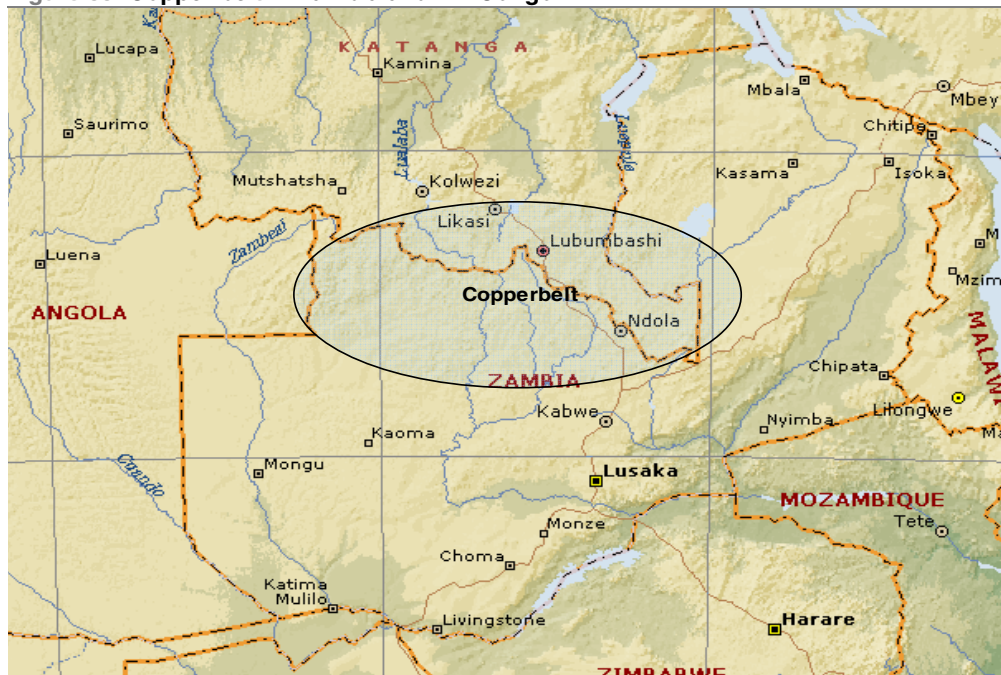 Lucapa
KATANGA
Kamina
Mbala
Mbey
Saurimo
Lualaba
Luapula
Chitipa
Mutshatsha
Kolwezi
Kasama
Isoka
Likasi
Zambezi
Lubumbashi
Luena
Mzim
Copperbelt
ANGOLA
Ndola
MALAWI
ZAMBIA
Chipata
Lilongwe
Kabwe
Nyimba
Kaoma
Cuando
Mongu
Lusaka
MOZAMBIQUE
Tete
Monze
Choma
Katima
Mulilo
Livingstone
Harare
ZIMBABWE